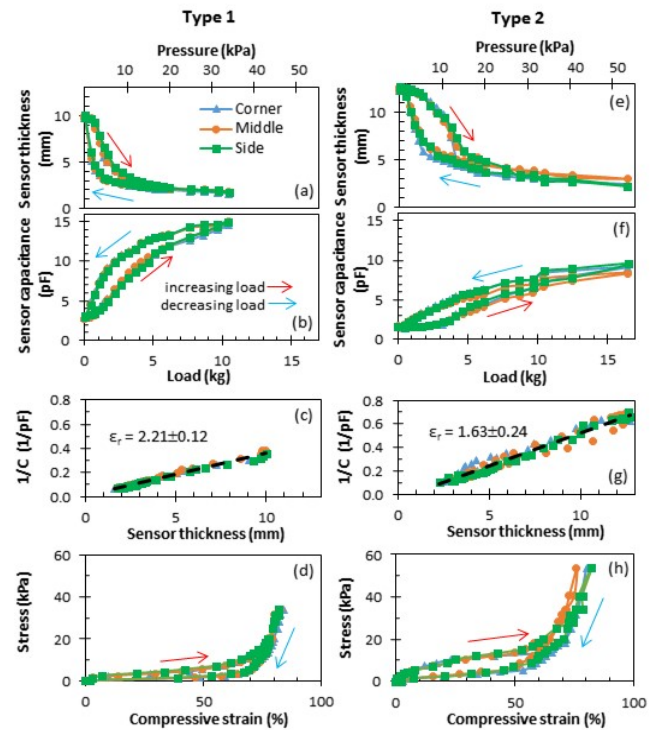 Type 1
Pressure (kPa)
0 10 20 30 40 50
Sensor thickness
(mm)
10
5
0
Corner
Middle
Side
(a)
Sensor capacitance
(pF)
15
10
5
0
increasing load
decreasing load
(b)
0 5 10 15
Load (kg)
1/C (1/pF)
0.8
0.6
0.4
0.2
0.0
(c)
εr = 2.21±0.12
0 5 10
Sensor thickness (mm)
Stress (kPa)
60
40
20
0
(d)
0 50 100
Compressive strain (%)
Type 2
Pressure (kPa)
0 10 20 30 40 50
Sensor thickness
(mm)
10
5
0
(e)
Sensor capacitance
(pF)
15
10
5
0
(f)
0 5 10 15
Load (kg)
1/C (1/pF)
0.8
0.6
0.4
0.2
0.0
εr = 1.63±0.24
(g)
0 5 10
Sensor thickness (mm)
Stress (kPa)
60
40
20
0
(h)
0 50 100
Compressive strain (%)